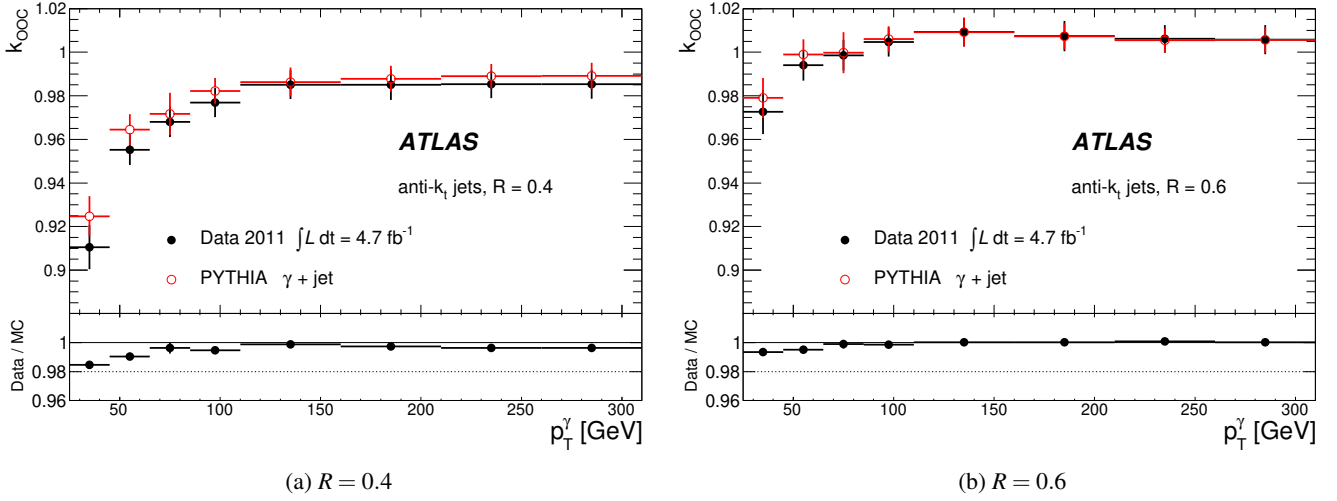 k_OOC
1.02
1
0.98
0.96
0.94
0.92
0.9
ATLAS
anti-k_t jets, R = 0.4
Data 2011 ∫L dt = 4.7 fb^-1
PYTHIA γ + jet
Data / MC
1
0.98
0.96
50 100 150 200 250 300
p_T^γ [GeV]
(a) R = 0.4
k_OOC
1.02
1
0.98
0.96
0.94
0.92
0.9
ATLAS
anti-k_t jets, R = 0.6
Data 2011 ∫L dt = 4.7 fb^-1
PYTHIA γ + jet
Data / MC
1
0.98
0.96
50 100 150 200 250 300
p_T^γ [GeV]
(b) R = 0.6